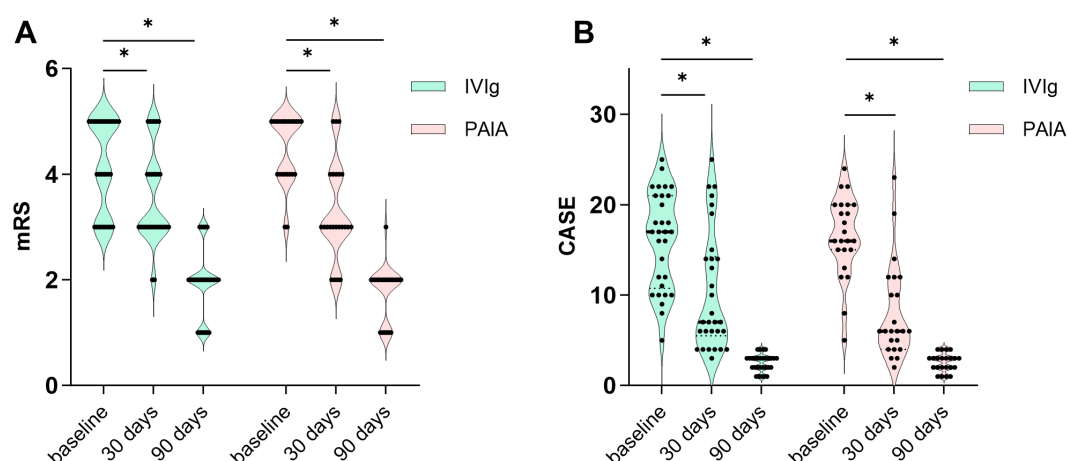 A
*
*
*
*
6
4
2
0
mRS
IVIg
PAIA
baseline
30 days
90 days
baseline
30 days
90 days
B
*
*
*
*
30
20
10
0
CASE
IVIg
PAIA
baseline
30 days
90 days
baseline
30 days
90 days